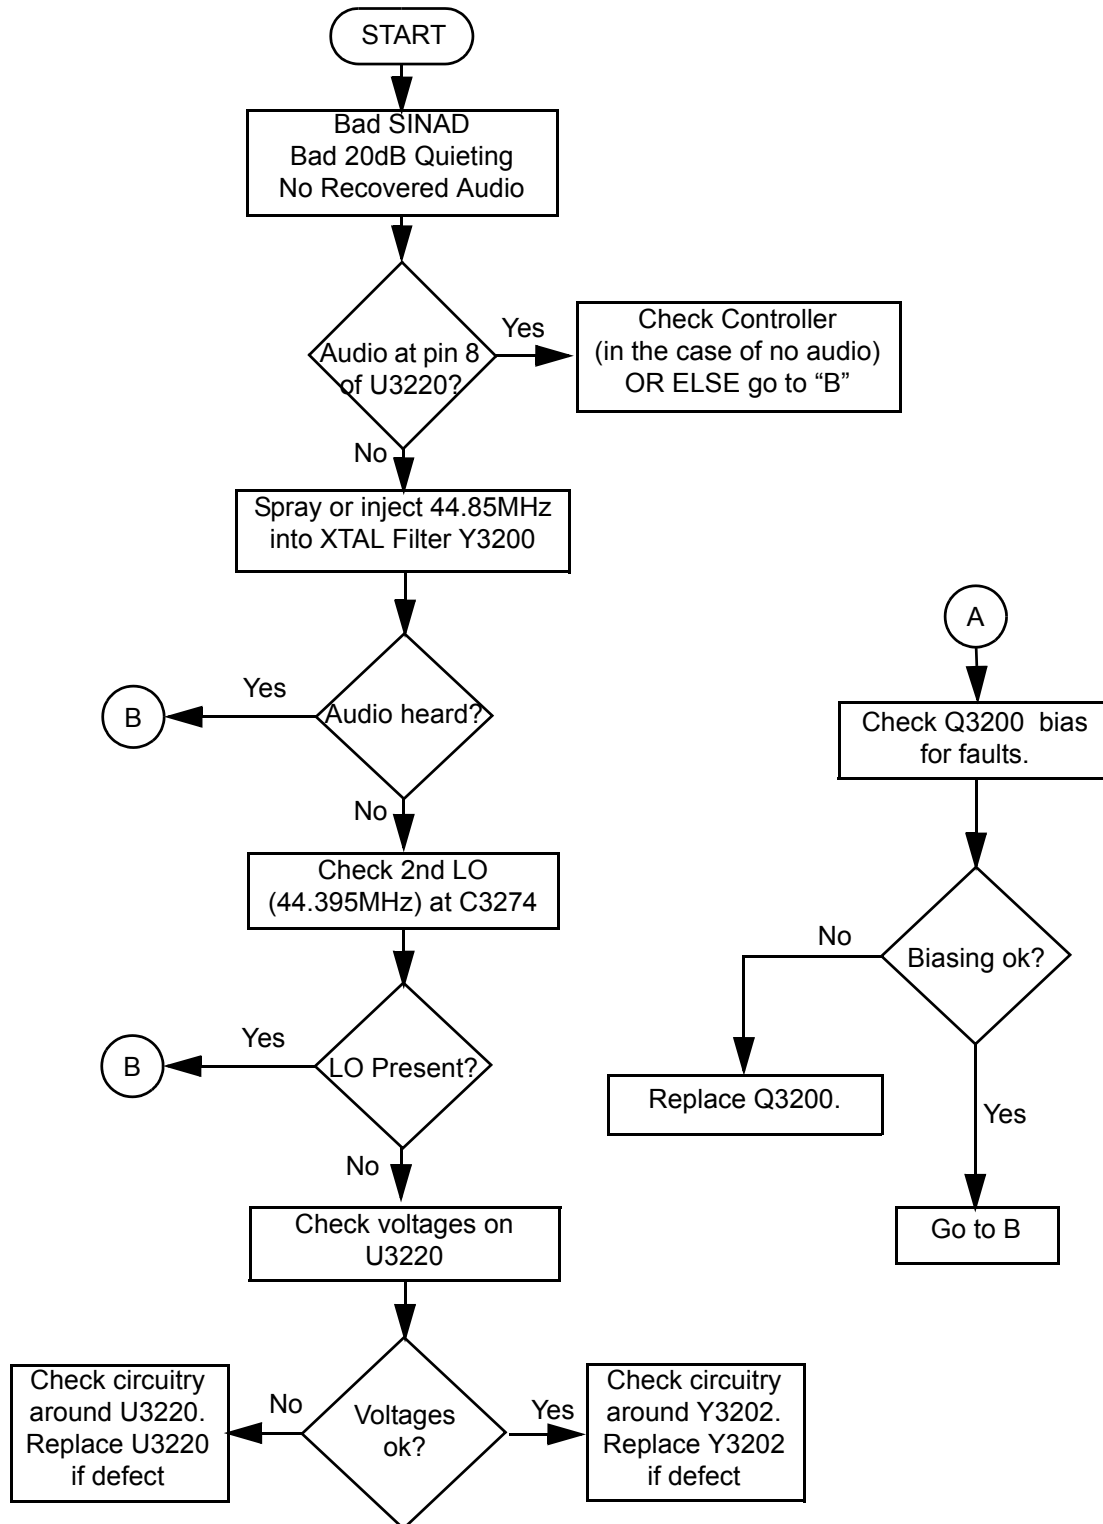 START
Bad SINAD
Bad 20dB Quieting
No Recovered Audio
Audio at pin 8
of U3220?
Yes
Check Controller
(in the case of no audio)
OR ELSE go to “B”
No
Spray or inject 44.85MHz
into XTAL Filter Y3200
Audio heard?
Yes
B
No
Check 2nd LO
(44.395MHz) at C3274
LO Present?
Yes
B
No
Check voltages on
U3220
Voltages
ok?
No
Check circuitry
around U3220.
Replace U3220
if defect
Yes
Check circuitry
around Y3202.
Replace Y3202
if defect
A
Check Q3200 bias
for faults.
Biasing ok?
No
Replace Q3200.
Yes
Go to B